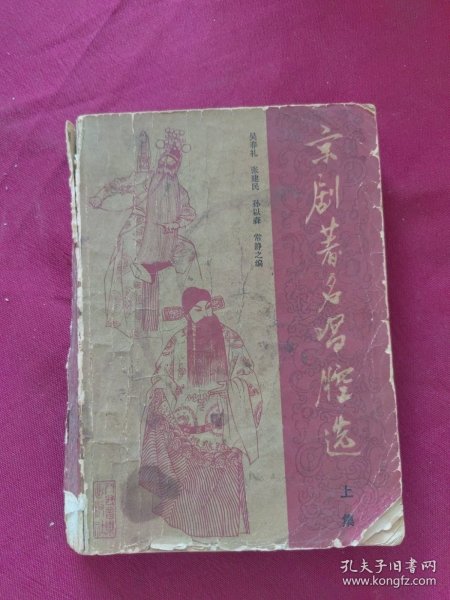 京剧著名唱腔选
上集
吴春礼 张建民 孙以森 常静之编
孔夫子旧书网
www.kongfz.com